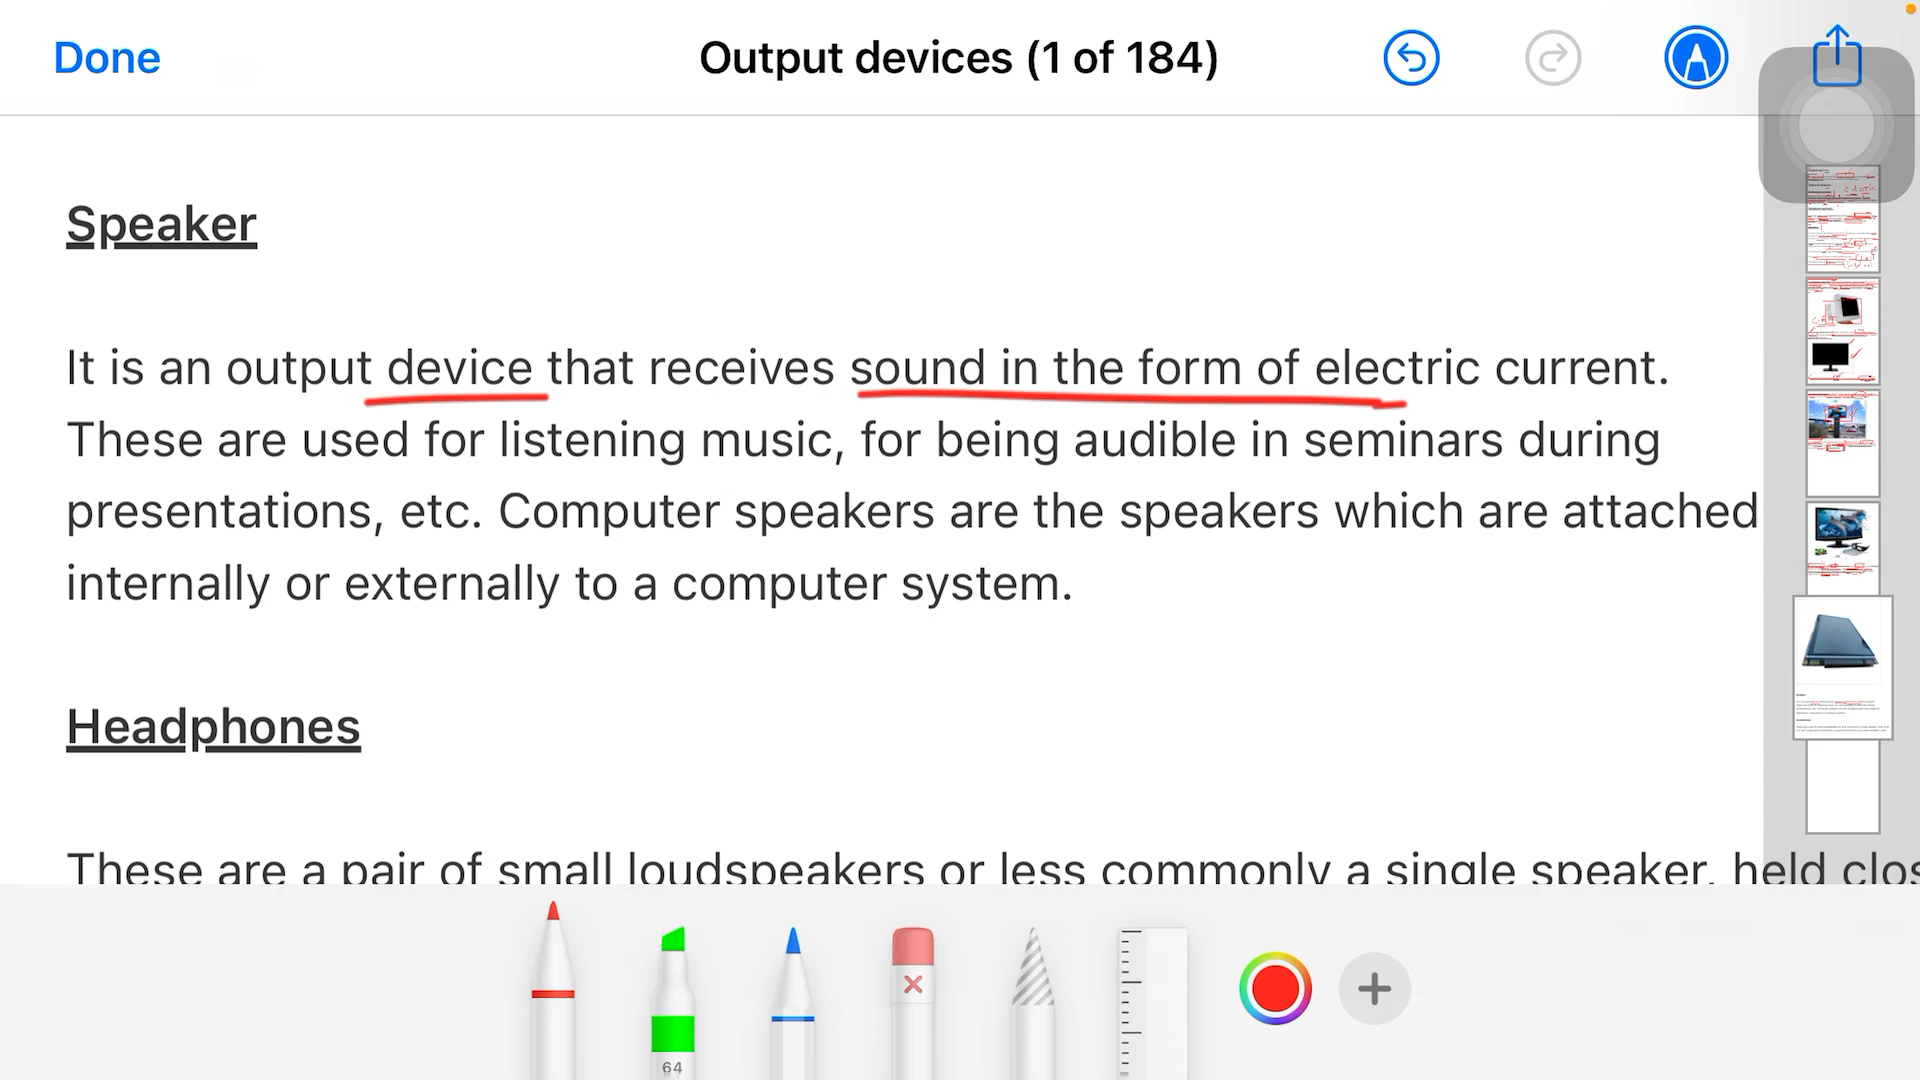 Done
Output devices (1 of 184)
Speaker
It is an output device that receives sound in the form of electric current.
These are used for listening music, for being audible in seminars during
presentations, etc. Computer speakers are the speakers which are attached
internally or externally to a computer system.
Headphones
These are a pair of small loudspeakers or less commonly a single speaker, held clos
64